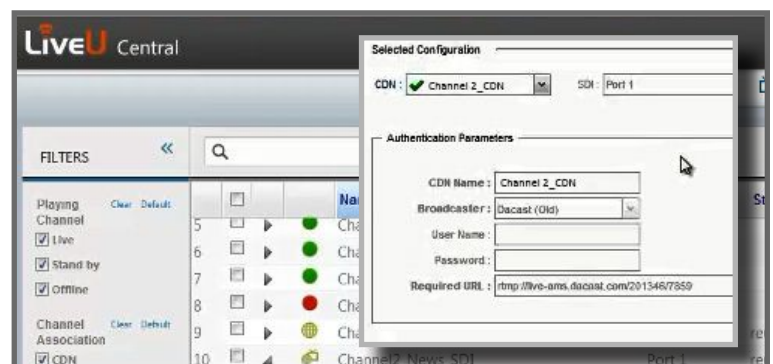 LiveU Central
FILTERS
Playing Channel Clear Default
Live
Stand by
Offline
Channel Association Clear Default
CDN
5
6
7
8
9
10
Channel2_News_SDI
Port 1
Selected Configuration
CDN : Channel 2_CDN SDI : Port 1
Authentication Parameters
CDN Name : Channel 2_CDN
Broadcaster : Dacast (Old)
User Name :
Password :
Required URL : rtmp://live-ams.dacast.com/201346/7859